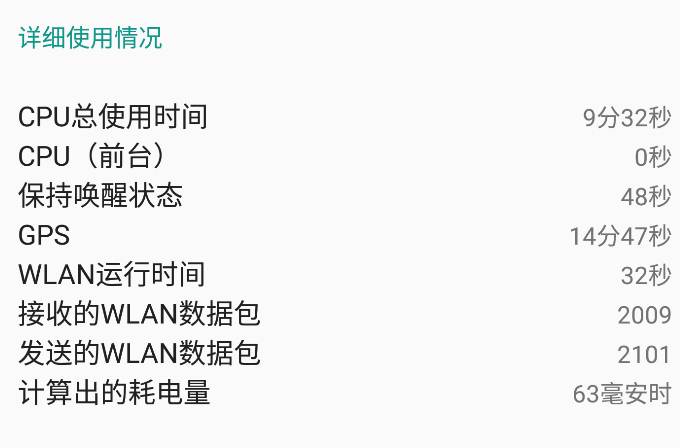 详细使用情况
CPU总使用时间 9分32秒
CPU（前台） 0秒
保持唤醒状态 48秒
GPS 14分47秒
WLAN运行时间 32秒
接收的WLAN数据包 2009
发送的WLAN数据包 2101
计算出的耗电量 63毫安时